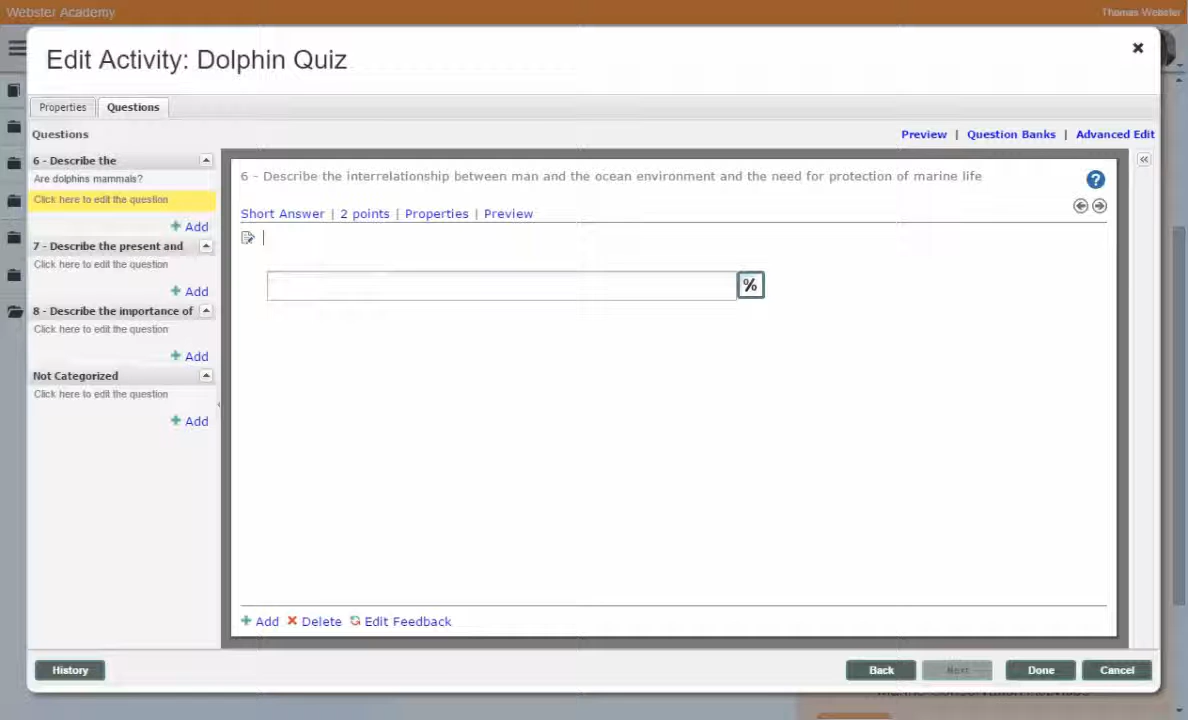 Webster Academy
Thomas Webster
Edit Activity: Dolphin Quiz
Properties
Questions
Questions
Preview | Question Banks | Advanced Edit
6 - Describe the
Are dolphins mammals?
Click here to edit the question
Add
7 - Describe the present and
Click here to edit the question
Add
8 - Describe the importance of
Click here to edit the question
Add
Not Categorized
Click here to edit the question
Add
6 - Describe the interrelationship between man and the ocean environment and the need for protection of marine life
Short Answer | 2 points | Properties | Preview
%
Add Delete Edit Feedback
History
Back
Next
Done
Cancel